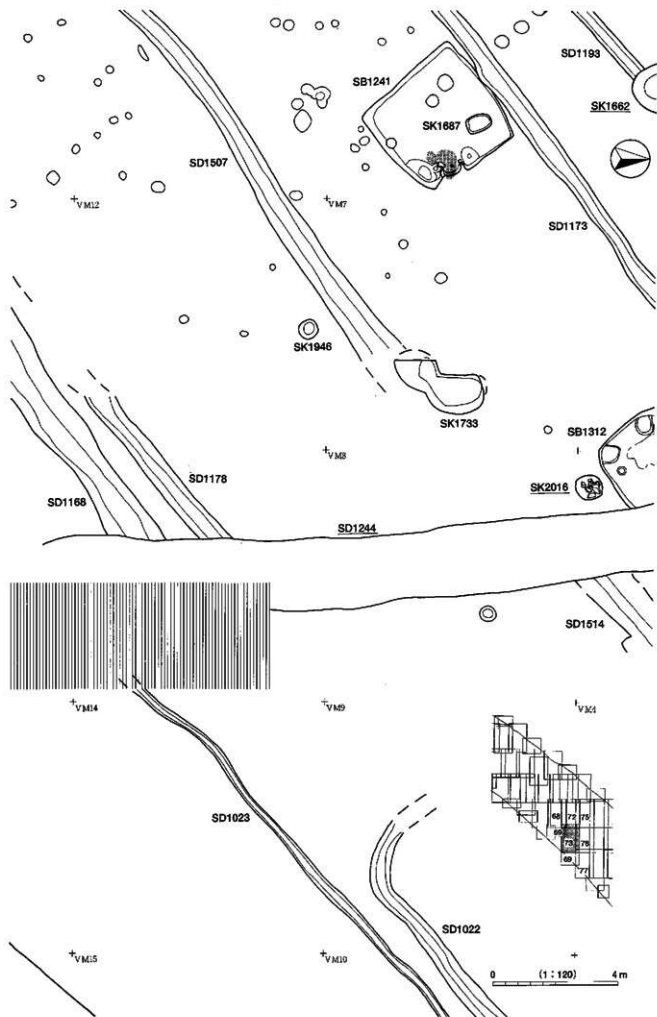 SD1193
SB1241
SK1662
SK1687
SD1507
VM12
VM7
SD1173
SK1946
SK1733
VM8
SB1312
SD1178
SK2016
SD1168
SD1244
SD1514
VM14
VM9
VM4
68 72 75
73 76
69
77
SD1023
SD1022
VM15
VM10
0 (1:120) 4m